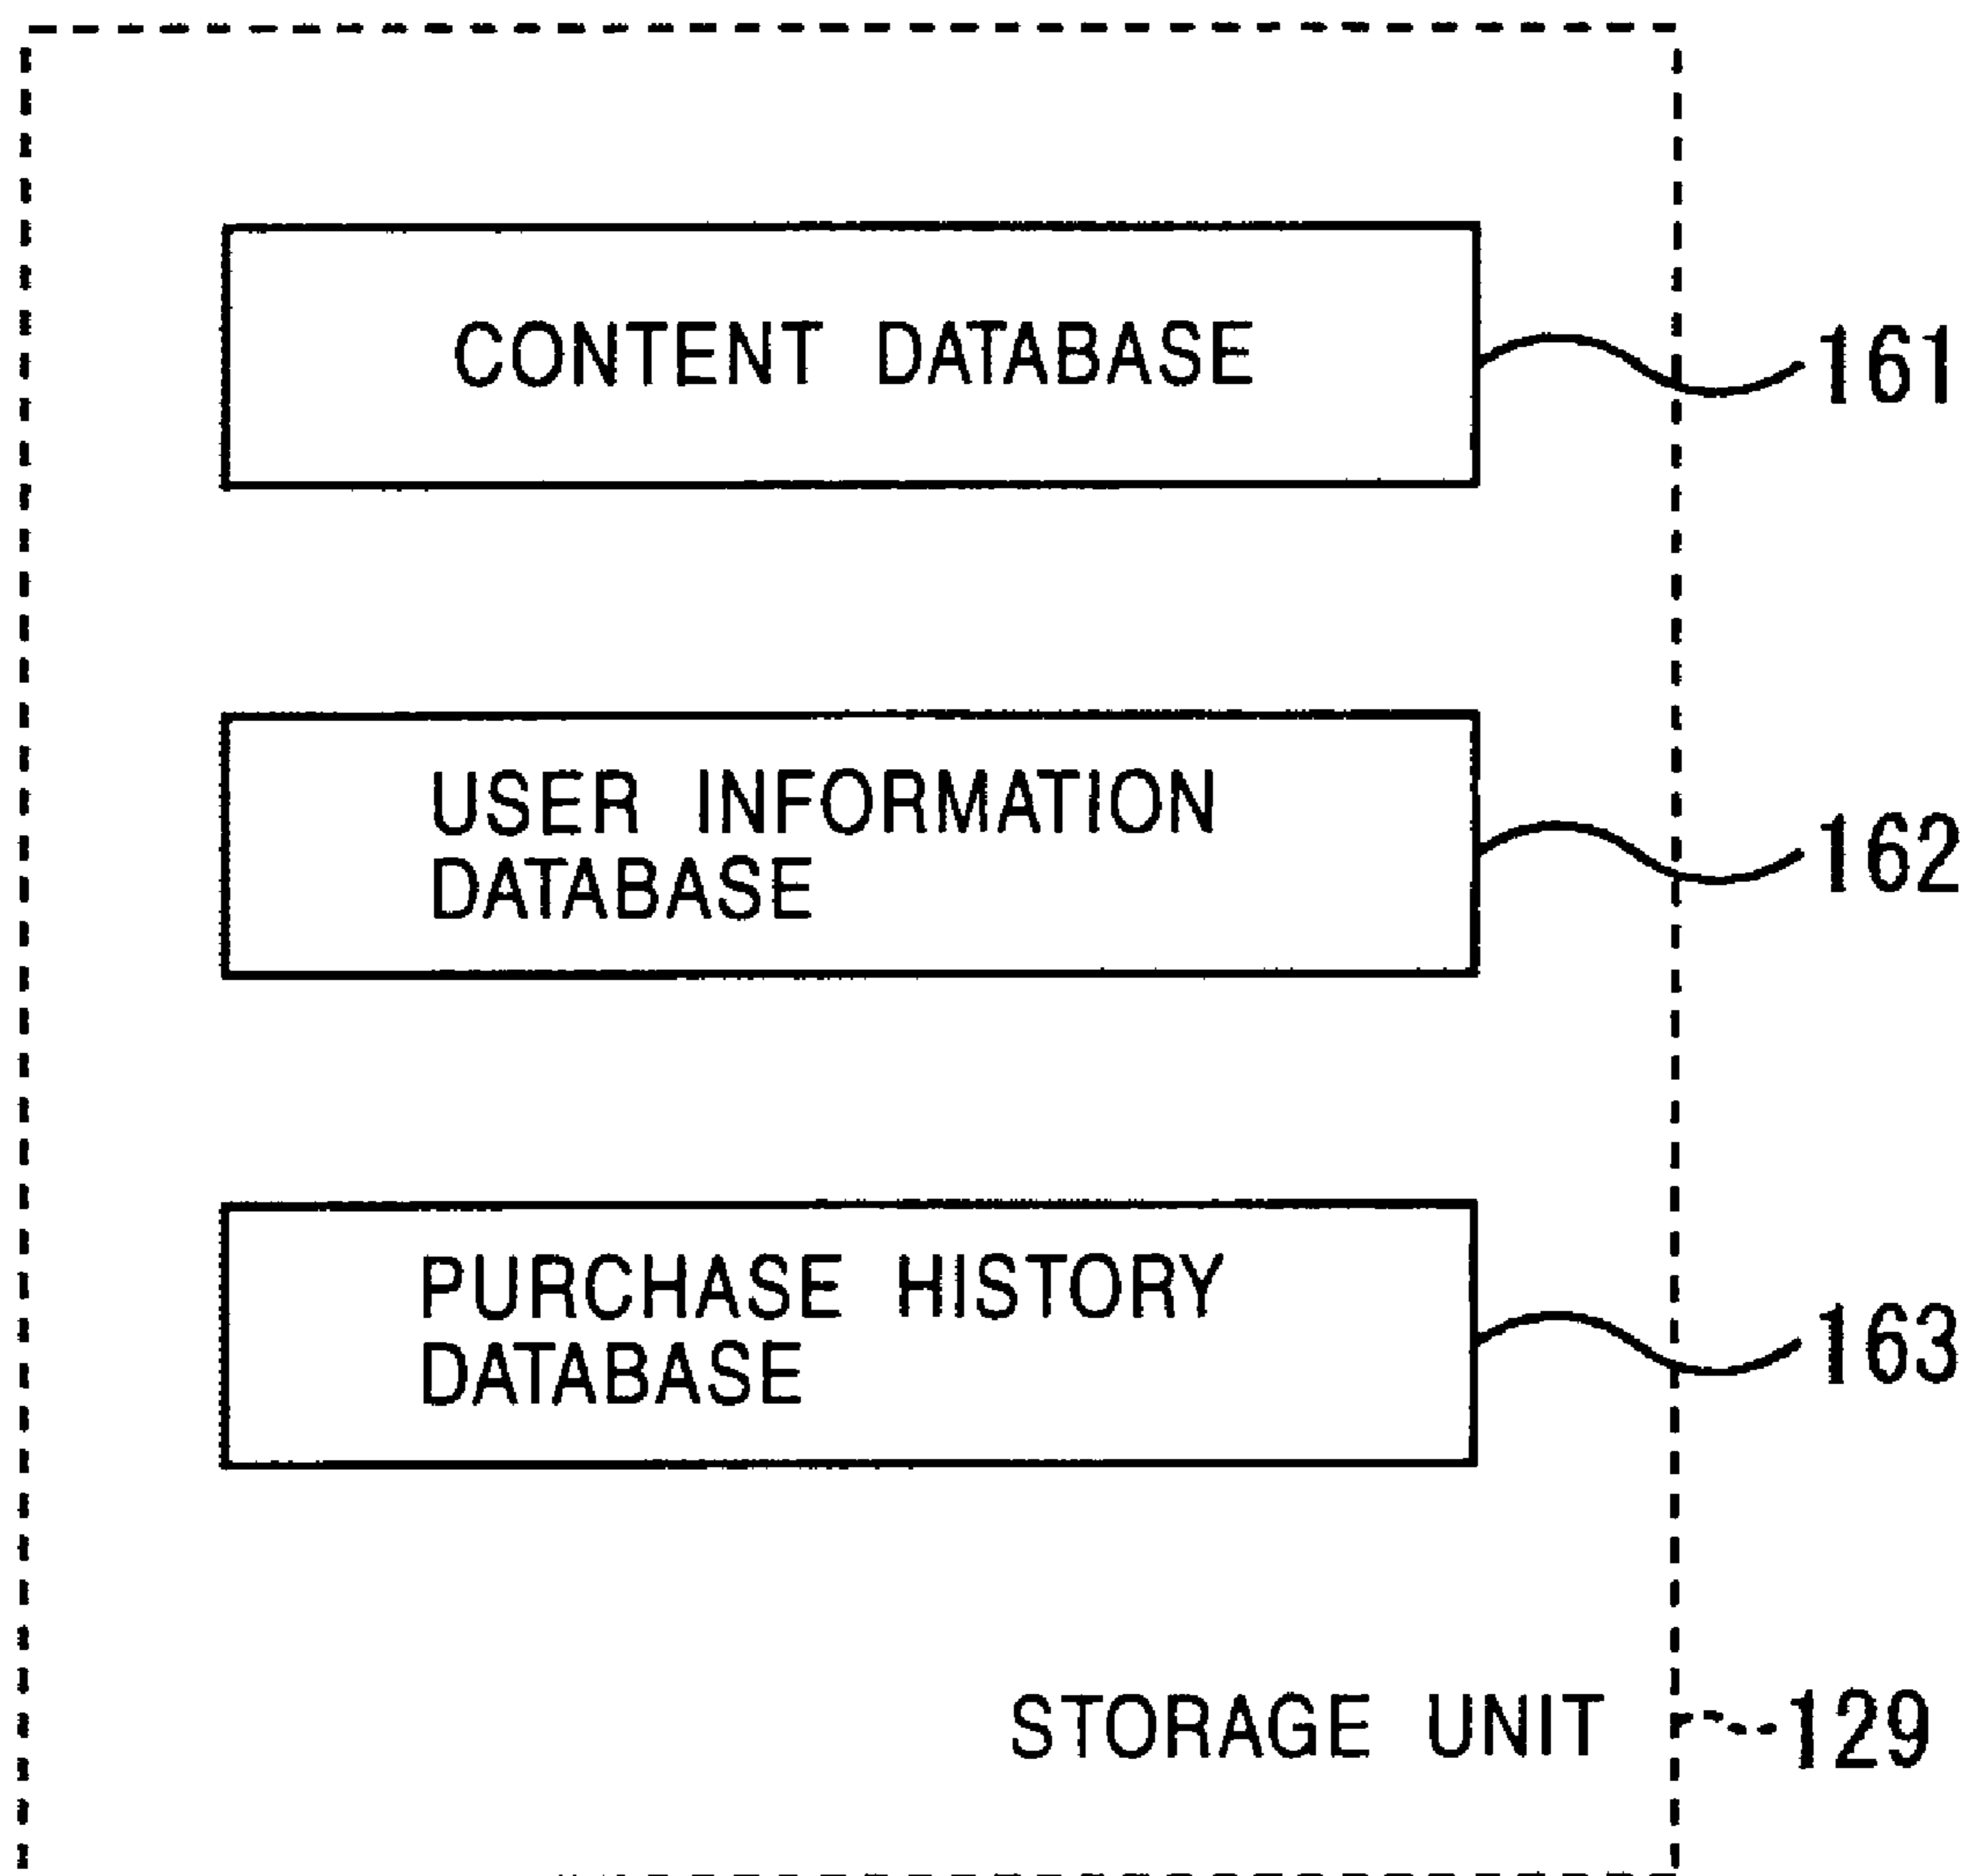 CONTENT DATABASE
161
USER INFORMATION
DATABASE
162
PURCHASE HISTORY
DATABASE
163
STORAGE UNIT
129